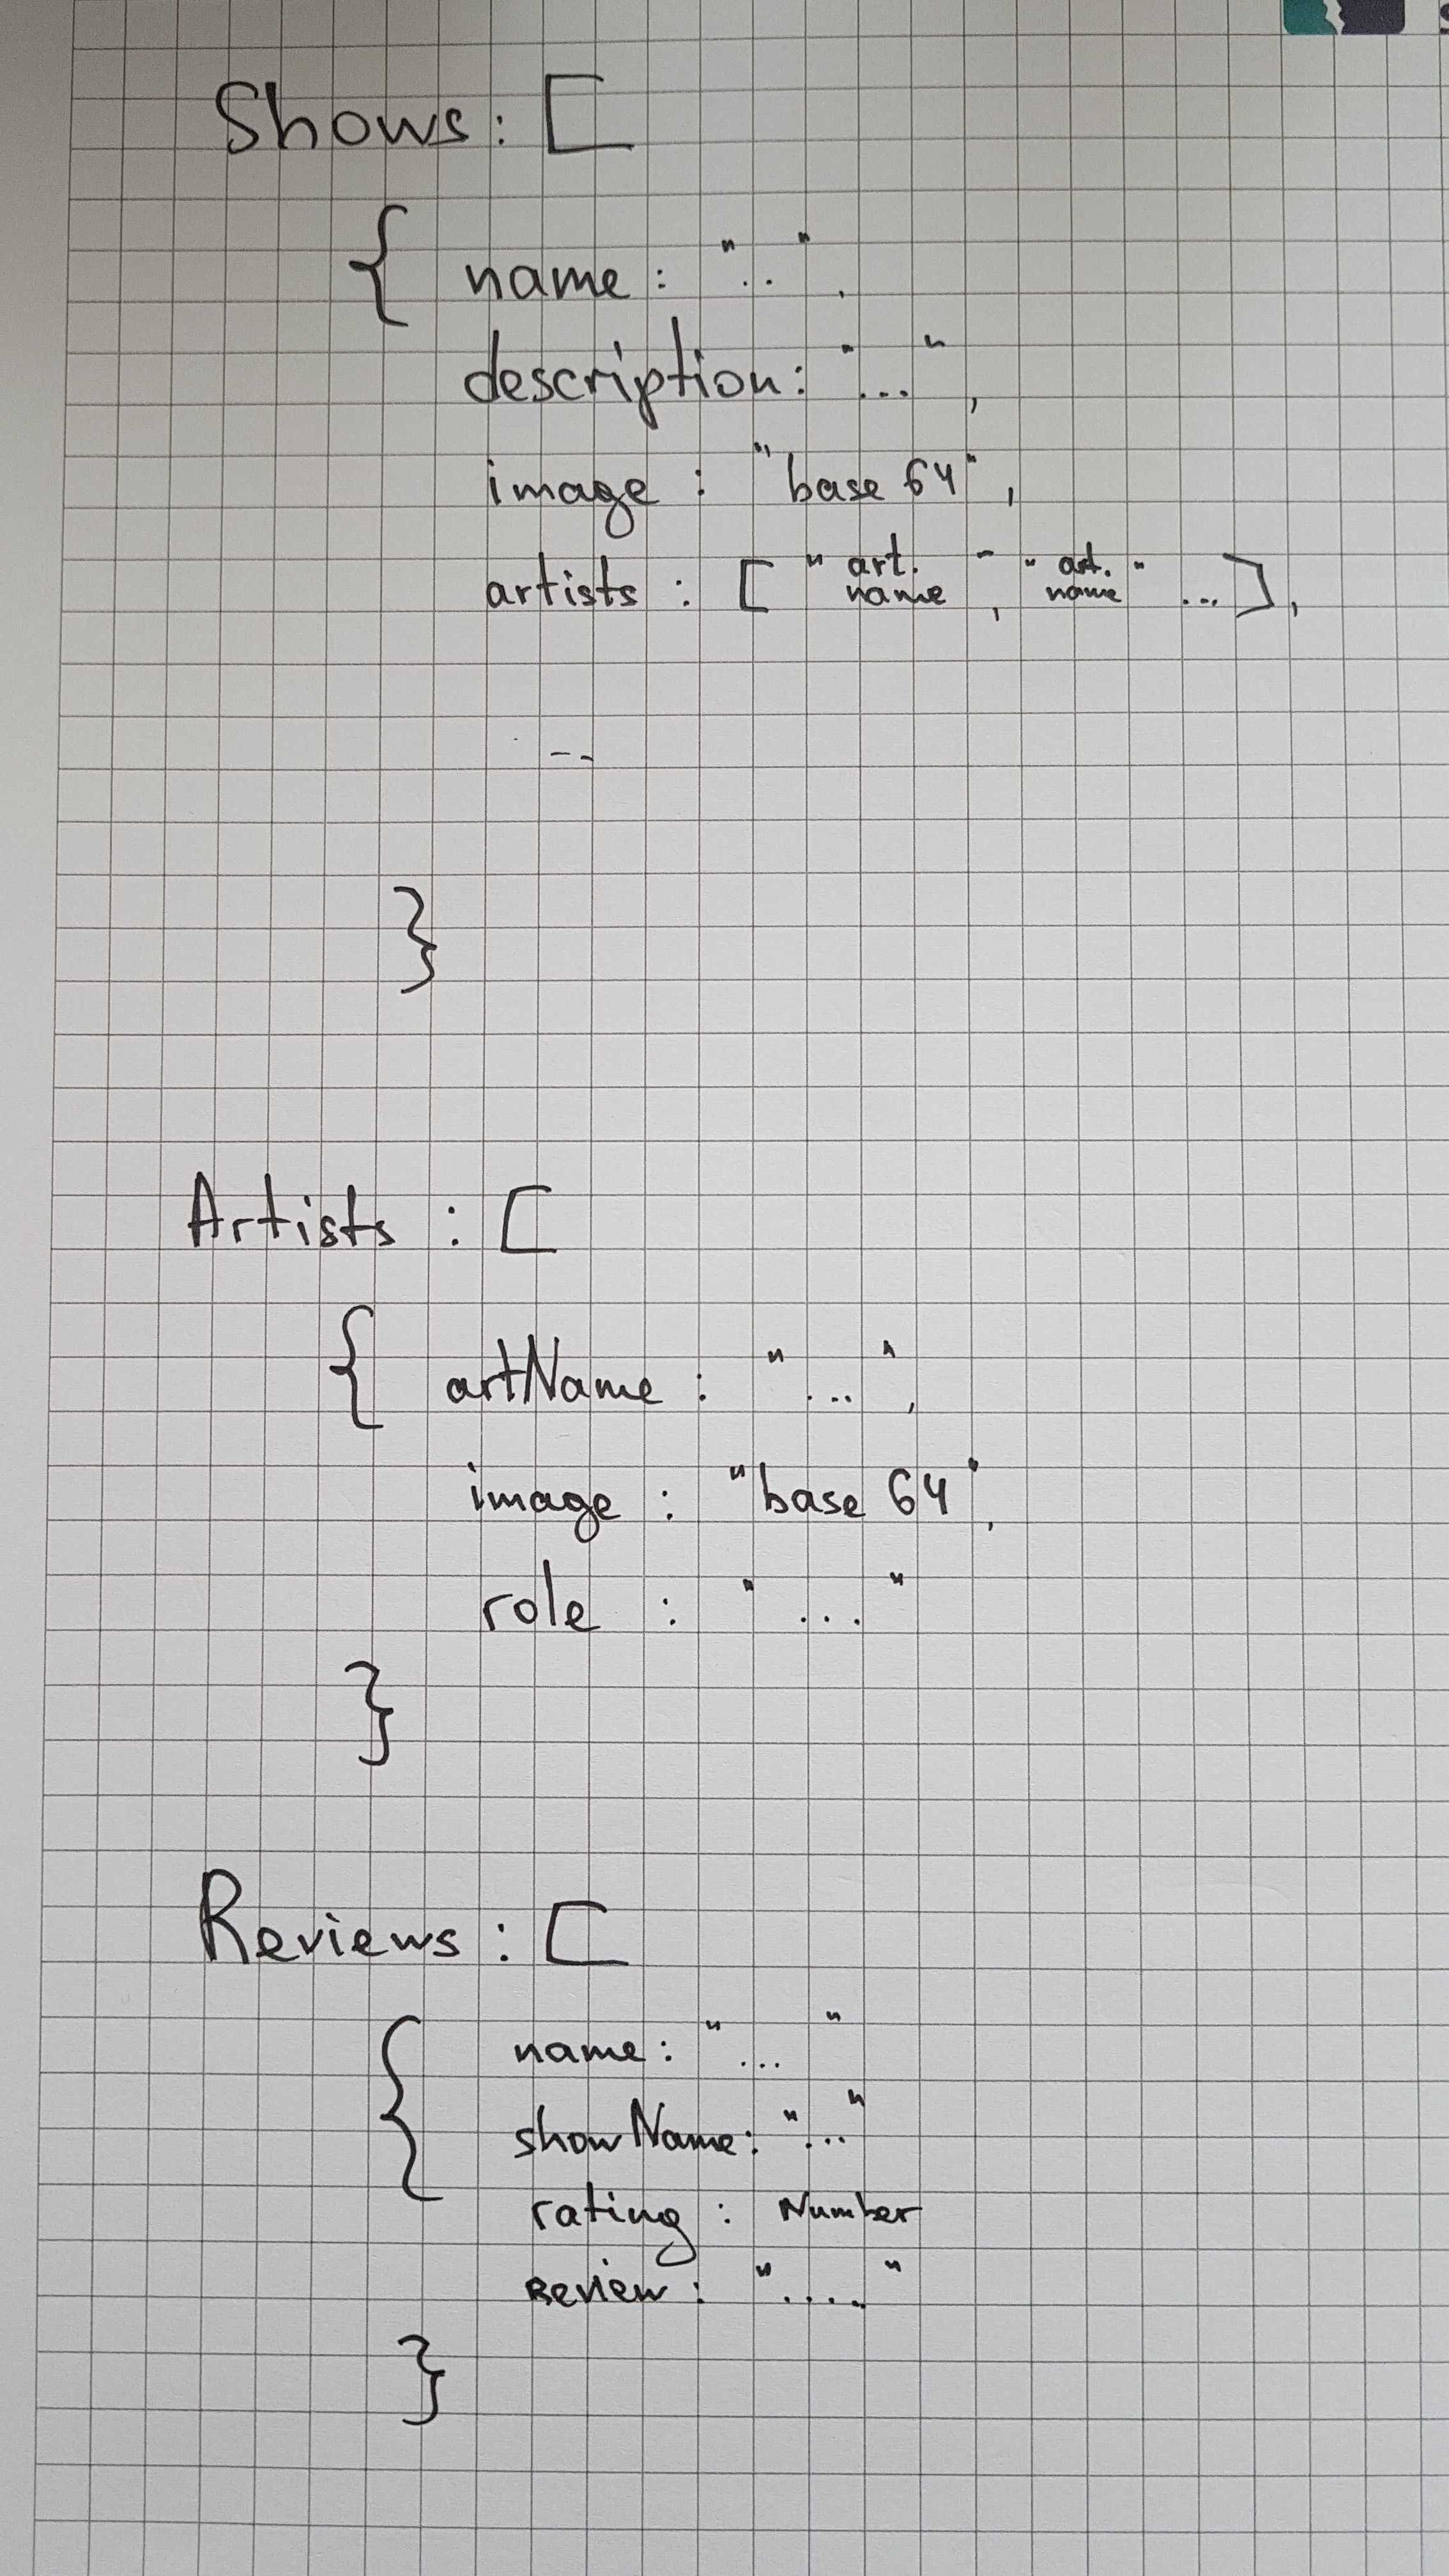 Shows: [
{ name: "..",
description: "...",
image: "base 64",
artists: ["art. name", "art. name" ...],
--
}
Artists: [
{ artName: "...",
image: "base 64",
role: "..."
}
Reviews: [
{ name: "..."
showName: "..."
rating: Number
Review: "...."
}